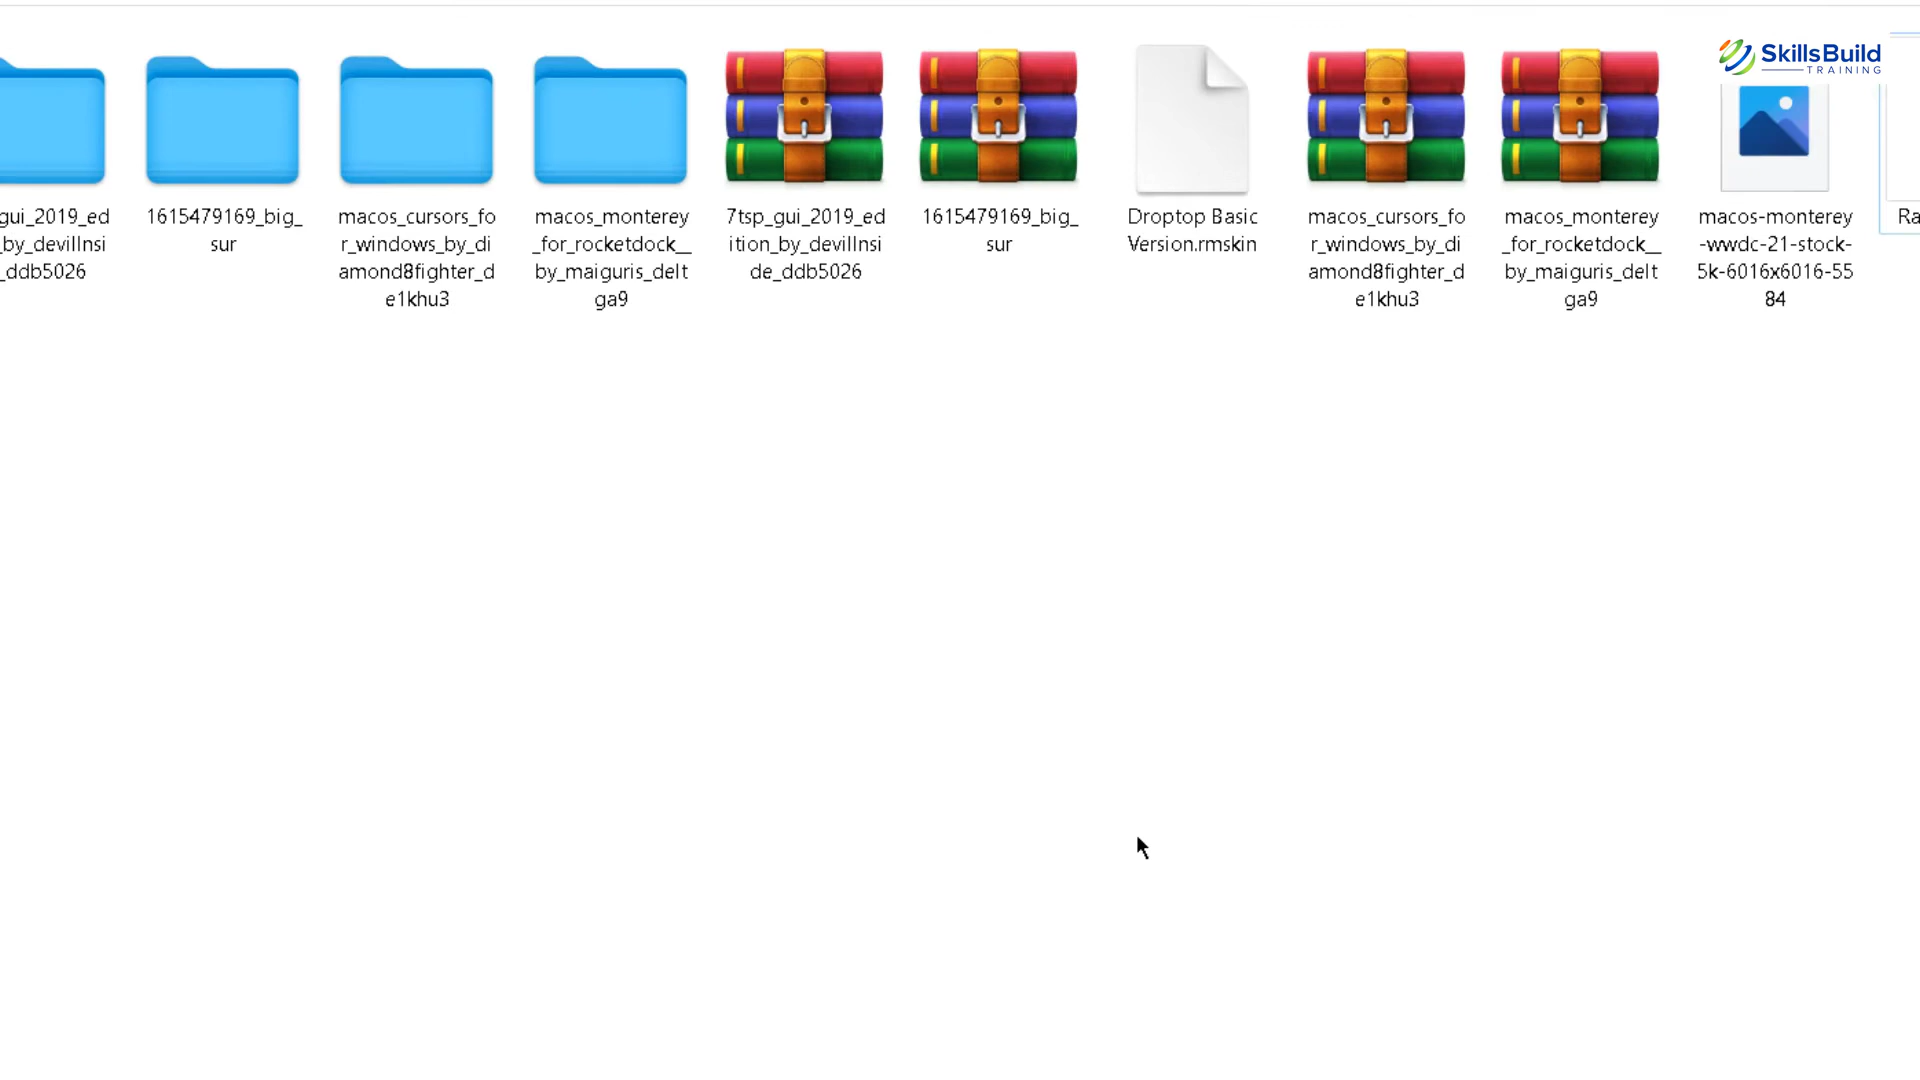 SkillsBuild
TRAINING
gui_2019_ed
_by_devillnsi
_ddb5026
1615479169_big_
sur
macos_cursors_fo
r_windows_by_di
amond8fighter_d
e1khu3
macos_monterey
_for_rocketdock__
by_maiguris_delt
ga9
7tsp_gui_2019_ed
ition_by_devillnsi
de_ddb5026
1615479169_big_
sur
Droptop Basic
Version.rmskin
macos_cursors_fo
r_windows_by_di
amond8fighter_d
e1khu3
macos_monterey
_for_rocketdock__
by_maiguris_delt
ga9
macos-monterey
-wwdc-21-stock-
5k-6016x6016-55
84
Ra